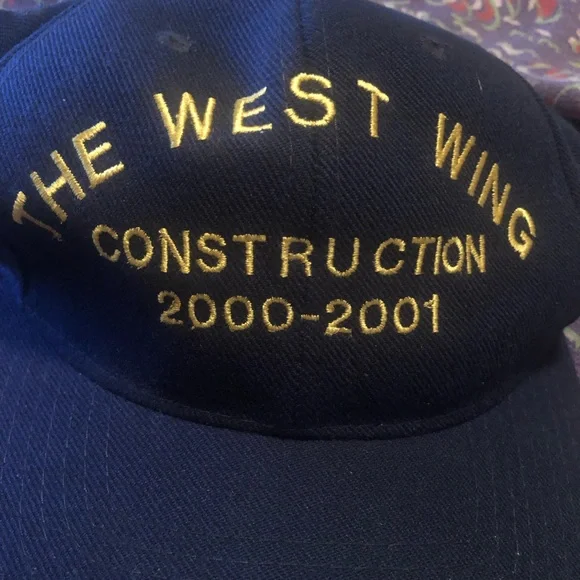 THE WEST WING
CONSTRUCTION
2000-2001